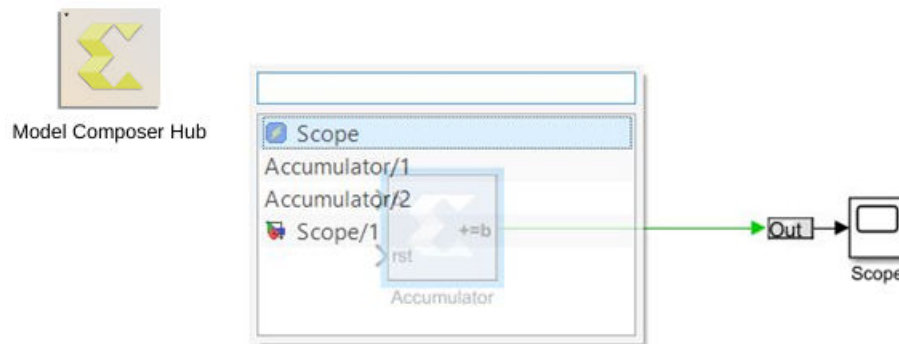 Model Composer Hub
Scope
Accumulator/1
Accumulator/2
Scope/1
+=b
rst
Accumulator
Out
Scope